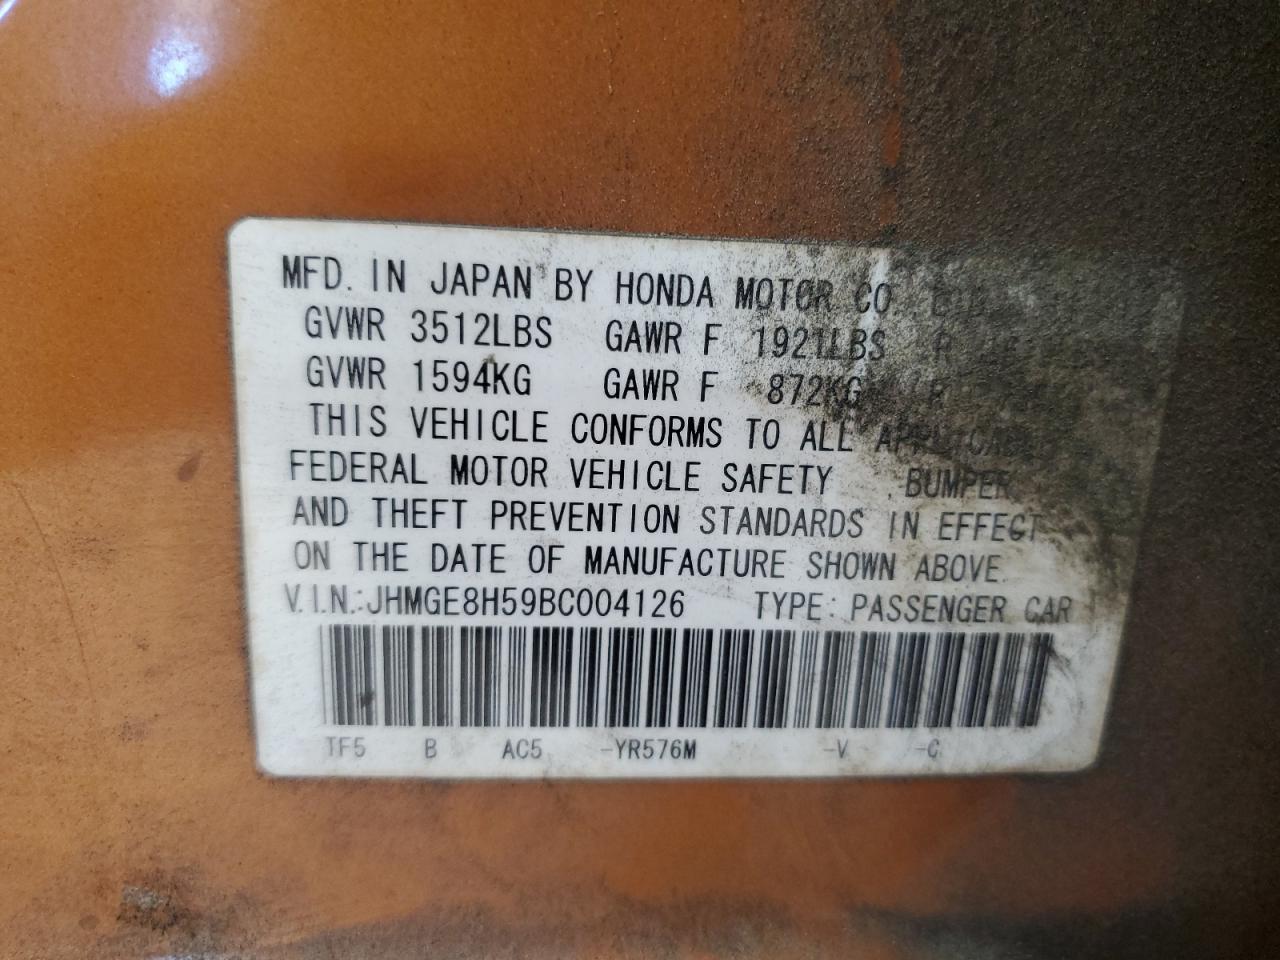 MFD. IN JAPAN BY HONDA MOTOR CO.
GVWR 3512LBS GAWR F 1921LBS R
GVWR 1594KG GAWR F 872KG R
THIS VEHICLE CONFORMS TO ALL APPLICABLE
FEDERAL MOTOR VEHICLE SAFETY , BUMPER,
AND THEFT PREVENTION STANDARDS IN EFFECT
ON THE DATE OF MANUFACTURE SHOWN ABOVE.
V.I.N.:JHMGE8H59BC004126 TYPE:PASSENGER CAR
TF5 B AC5 -YR576M -V -C